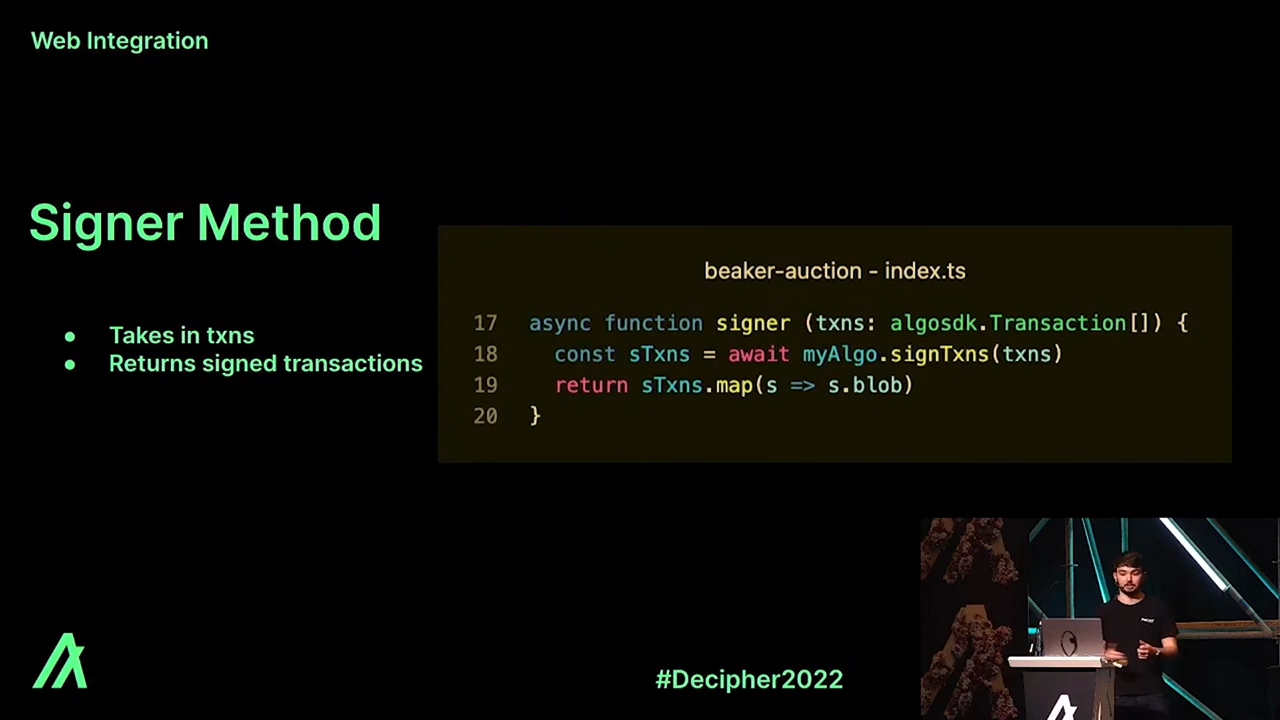 Web Integration
Signer Method
● Takes in txns
● Returns signed transactions
beaker-auction - index.ts
17 async function signer (txns: algosdk.Transaction[]) {
18 const sTxns = await myAlgo.signTxns(txns)
19 return sTxns.map(s => s.blob)
20 }
#Decipher2022